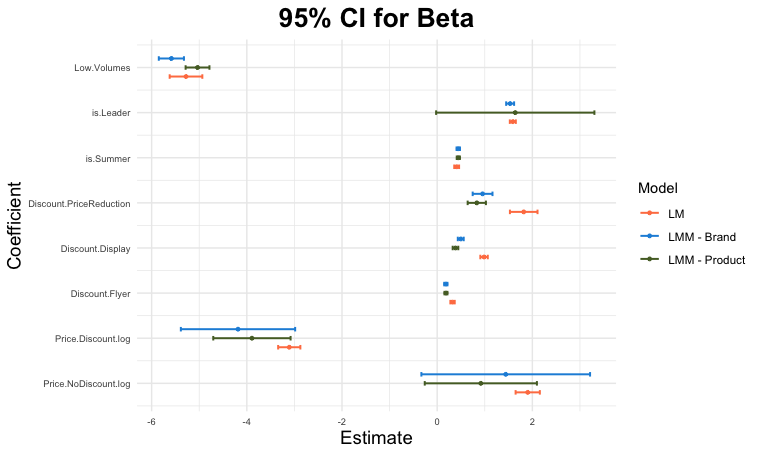 95% CI for Beta
Coefficient
Low.Volumes
is.Leader
is.Summer
Discount.PriceReduction
Discount.Display
Discount.Flyer
Price.Discount.log
Price.NoDiscount.log
-6 -4 -2 0 2
Estimate
Model
LM
LMM - Brand
LMM - Product